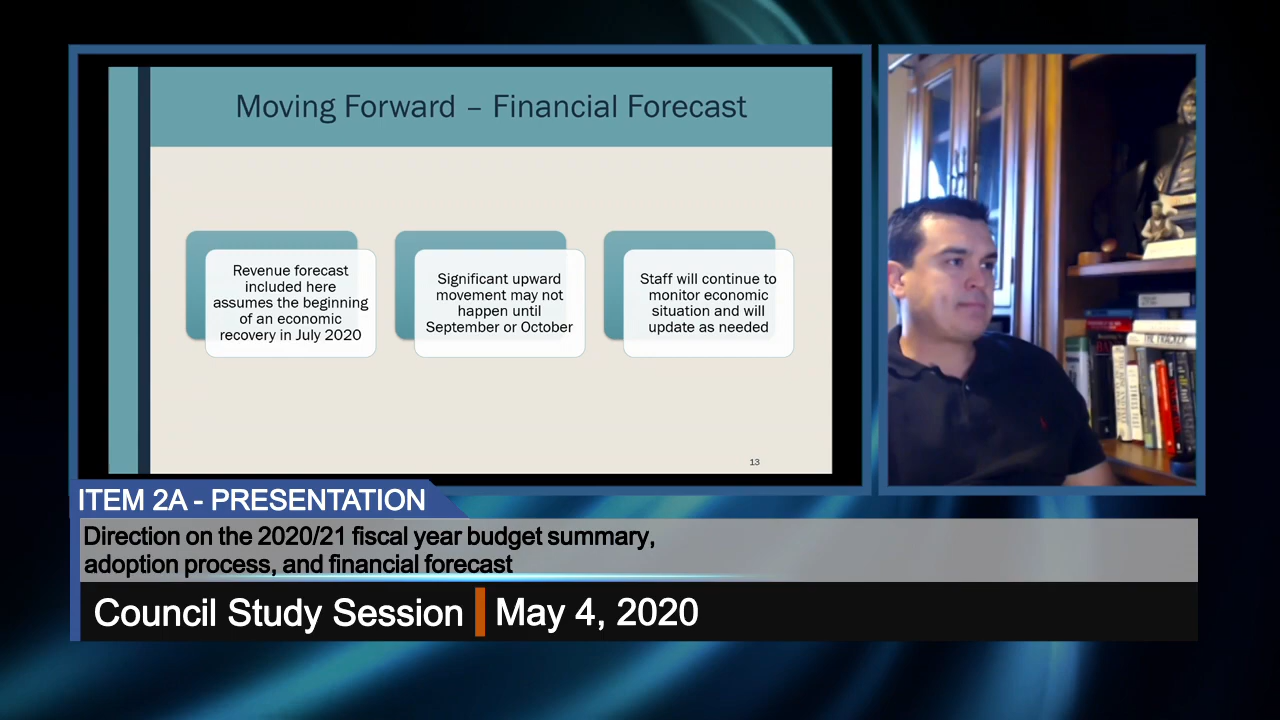 Moving Forward – Financial Forecast
Revenue forecast
included here
assumes the beginning
of an economic
recovery in July 2020
Significant upward
movement may not
happen until
September or October
Staff will continue to
monitor economic
situation and will
update as needed
13
ITEM 2A - PRESENTATION
Direction on the 2020/21 fiscal year budget summary,
adoption process, and financial forecast
Council Study Session
May 4, 2020